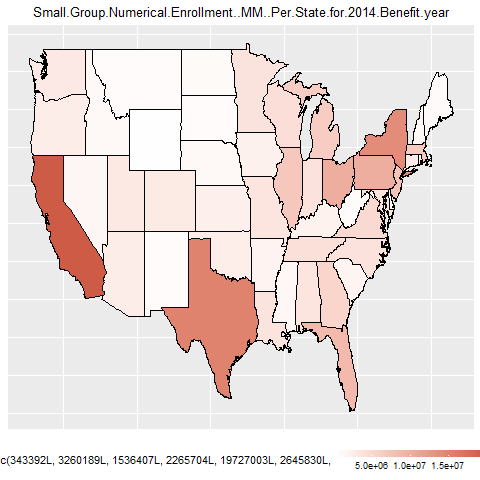 Small.Group.Numerical.Enrollment..MM..Per.State.for.2014.Benefit.year
c(343392L, 3260189L, 1536407L, 2265704L, 19727003L, 2645830L,
5.0e+06 1.0e+07 1.5e+07